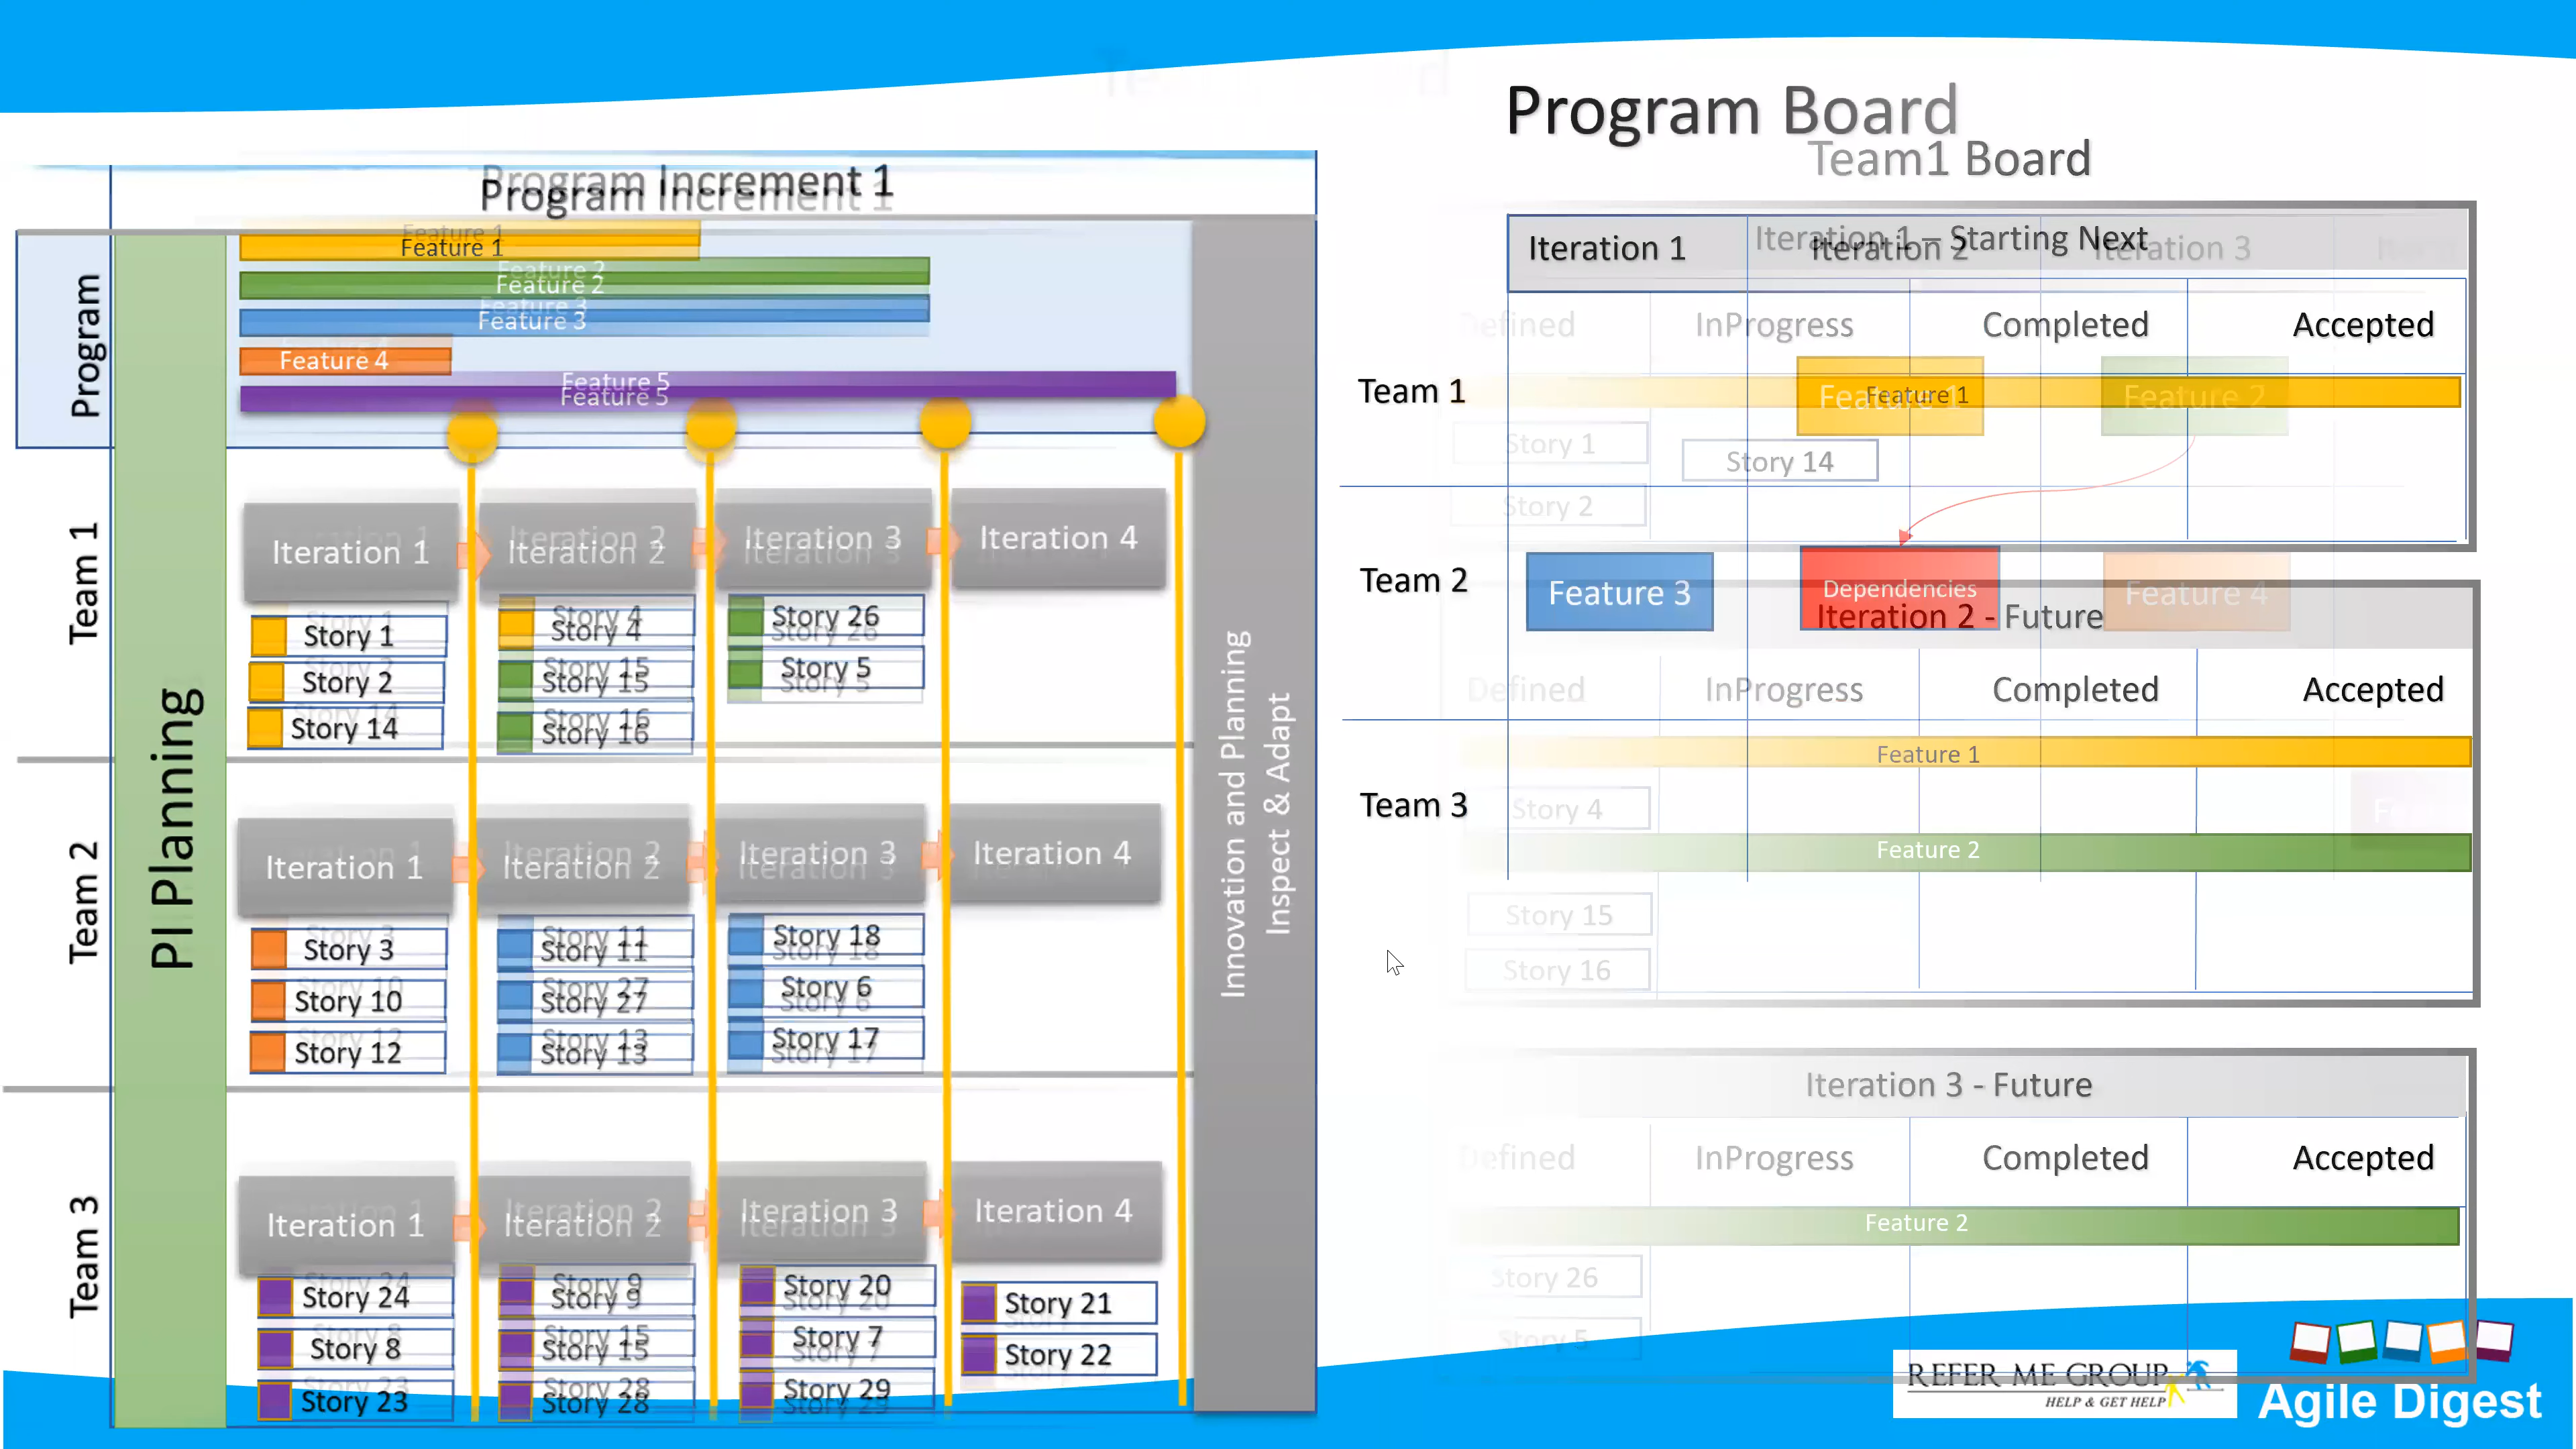 Program Increment 1
Program
Feature 1
Feature 2
Feature 3
Feature 4
Feature 5
PI Planning
Team 1
Iteration 1
Iteration 2
Iteration 3
Iteration 4
Story 1
Story 2
Story 14
Story 4
Story 15
Story 16
Story 26
Story 5
Team 2
Iteration 1
Iteration 2
Iteration 3
Iteration 4
Story 3
Story 10
Story 12
Story 11
Story 27
Story 13
Story 18
Story 6
Story 17
Team 3
Iteration 1
Iteration 2
Iteration 3
Iteration 4
Story 24
Story 8
Story 23
Story 9
Story 15
Story 28
Story 20
Story 7
Story 29
Story 21
Story 22
Innovation and Planning
Inspect & Adapt
Program Board
Team1 Board
Iteration 1
Iteration 2
Iteration 3
Iteration 1 – Starting Next
Defined
InProgress
Completed
Accepted
Team 1
Feature 1
Feature 1
Feature 2
Story 1
Story 14
Story 2
Team 2
Feature 3
Dependencies
Feature 4
Iteration 2 - Future
Defined
InProgress
Completed
Accepted
Feature 1
Team 3
Story 4
Feature 2
Story 15
Story 16
Iteration 3 - Future
Defined
InProgress
Completed
Accepted
Feature 2
Story 26
Story 5
REFER ME GROUP
HELP & GET HELP
Agile Digest